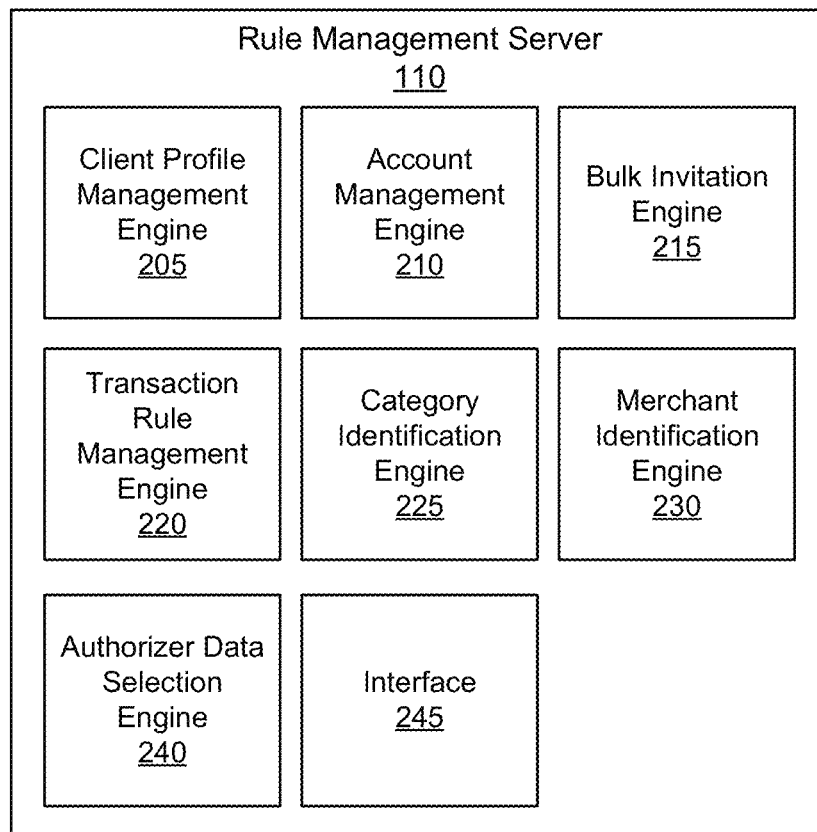 Rule Management Server
110
Client Profile
Management
Engine
205
Account
Management
Engine
210
Bulk Invitation
Engine
215
Transaction
Rule
Management
Engine
220
Category
Identification
Engine
225
Merchant
Identification
Engine
230
Authorizer Data
Selection
Engine
240
Interface
245